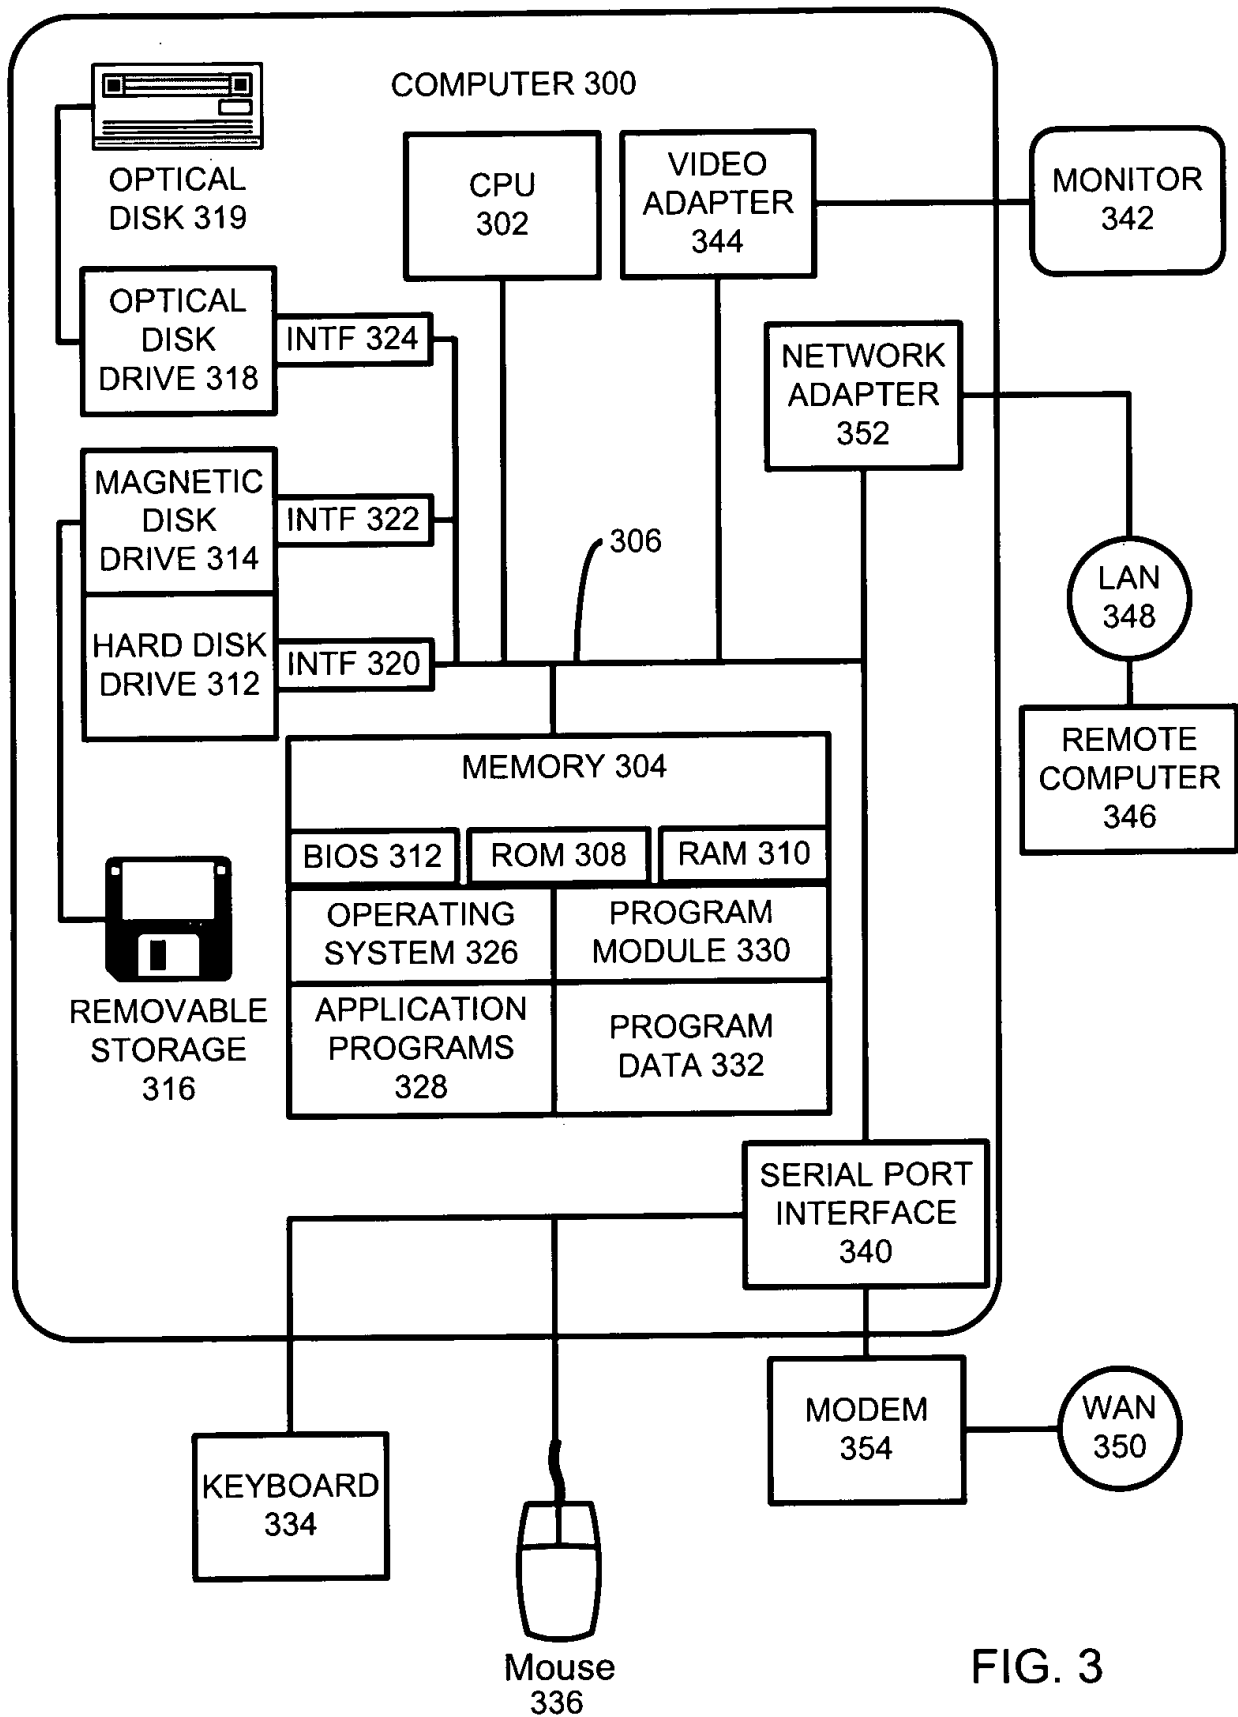 COMPUTER 300
OPTICAL
DISK 319
CPU
302
VIDEO
ADAPTER
344
MONITOR
342
OPTICAL
DISK
DRIVE 318
INTF 324
NETWORK
ADAPTER
352
MAGNETIC
DISK
DRIVE 314
INTF 322
306
LAN
348
HARD DISK
DRIVE 312
INTF 320
REMOTE
COMPUTER
346
MEMORY 304
BIOS 312
ROM 308
RAM 310
OPERATING
SYSTEM 326
PROGRAM
MODULE 330
APPLICATION
PROGRAMS
328
PROGRAM
DATA 332
REMOVABLE
STORAGE
316
SERIAL PORT
INTERFACE
340
MODEM
354
WAN
350
KEYBOARD
334
Mouse
336
FIG. 3